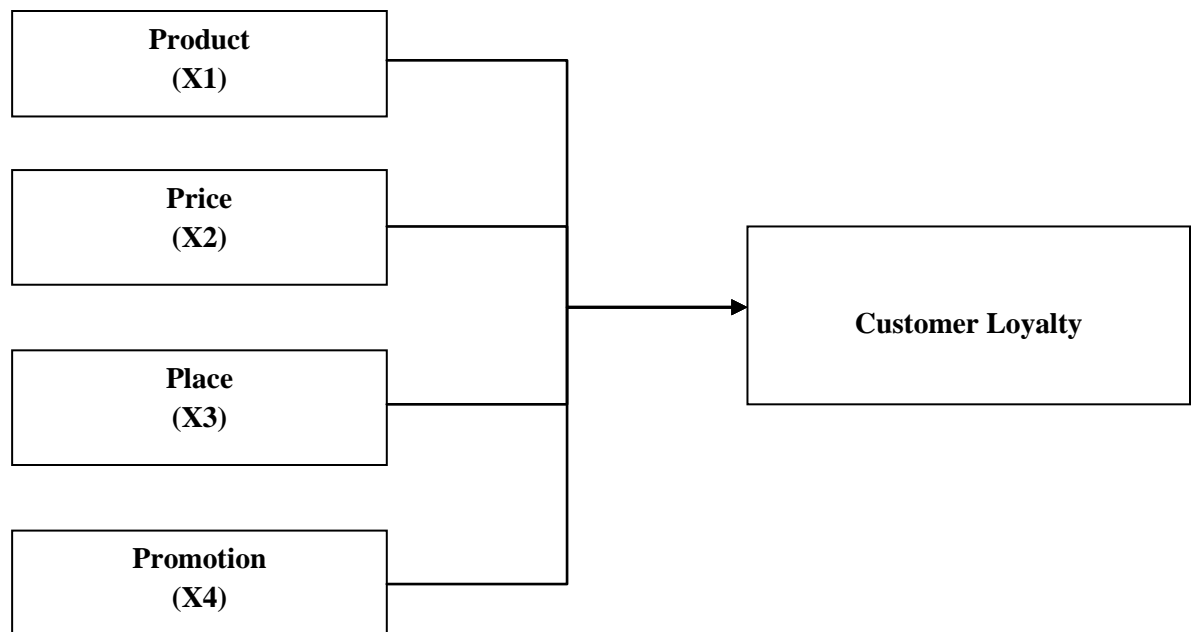 Product
(X1)
Price
(X2)
Place
(X3)
Promotion
(X4)
Customer Loyalty